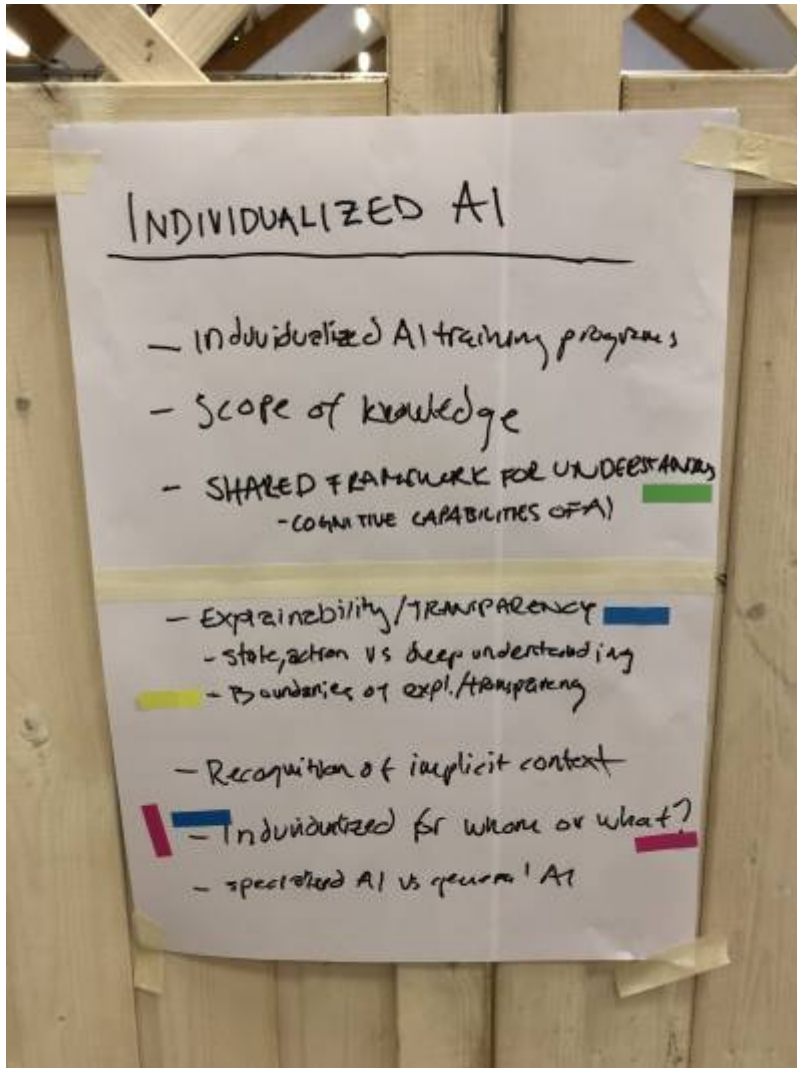 INDIVIDUALIZED AI
- Individualized AI training programs
- Scope of knowledge
- SHARED FRAMEWORK FOR UNDERSTANDING
- COGNITIVE CAPABILITIES OF AI
- Explainability/TRANSPARENCY
- State, action vs deep understanding
- Boundaries of expl./transparency
- Recognition of implicit context
- Individualized for whom or what?
- specialized AI vs general AI